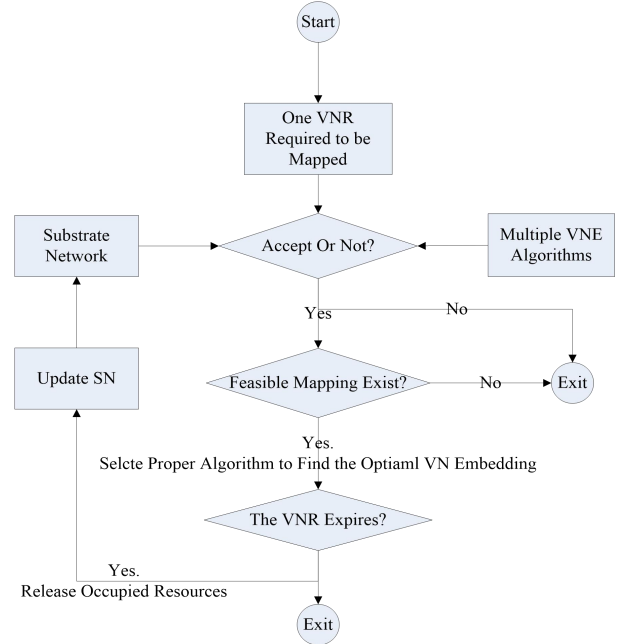 Start
One VNR
Required to be
Mapped
Substrate
Network
Accept Or Not?
Multiple VNE
Algorithms
Yes
No
Update SN
Feasible Mapping Exist?
No
Exit
Yes.
Selcte Proper Algorithm to Find the Optiaml VN Embedding
The VNR Expires?
Yes.
Release Occupied Resources
Exit